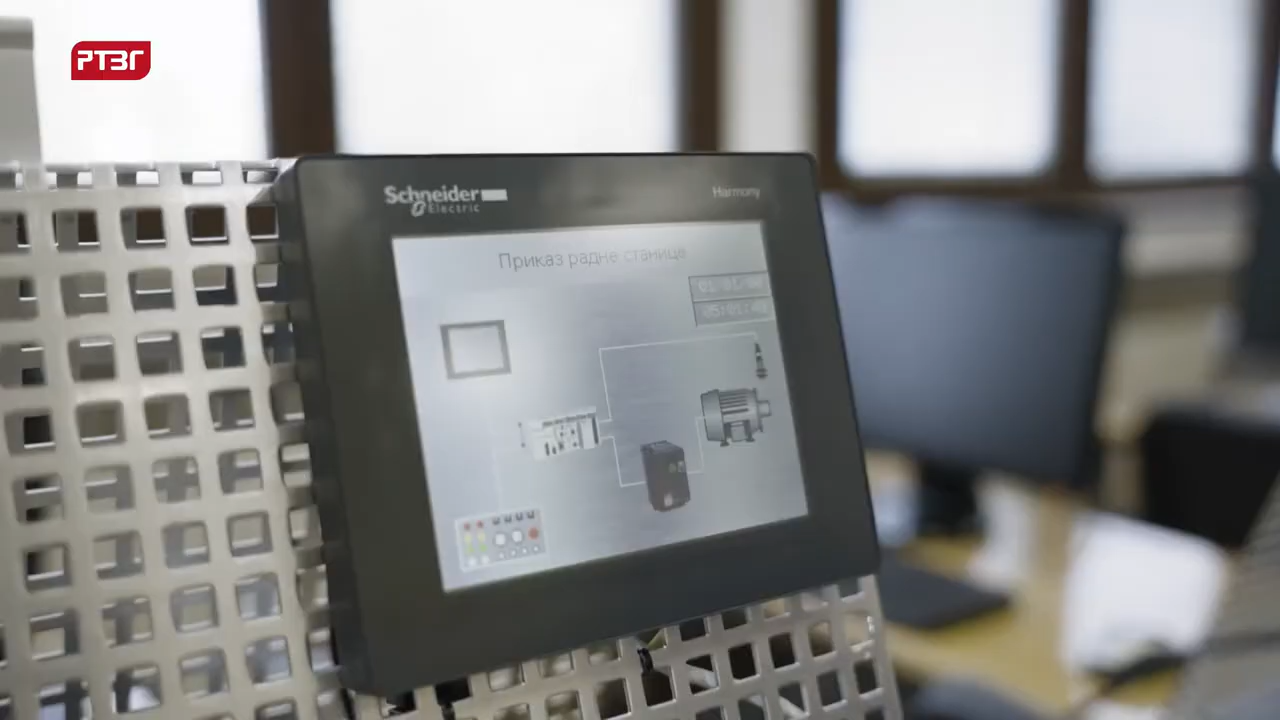 РТВГ
Schneider
Electric
Harmony
Приказ радне станице